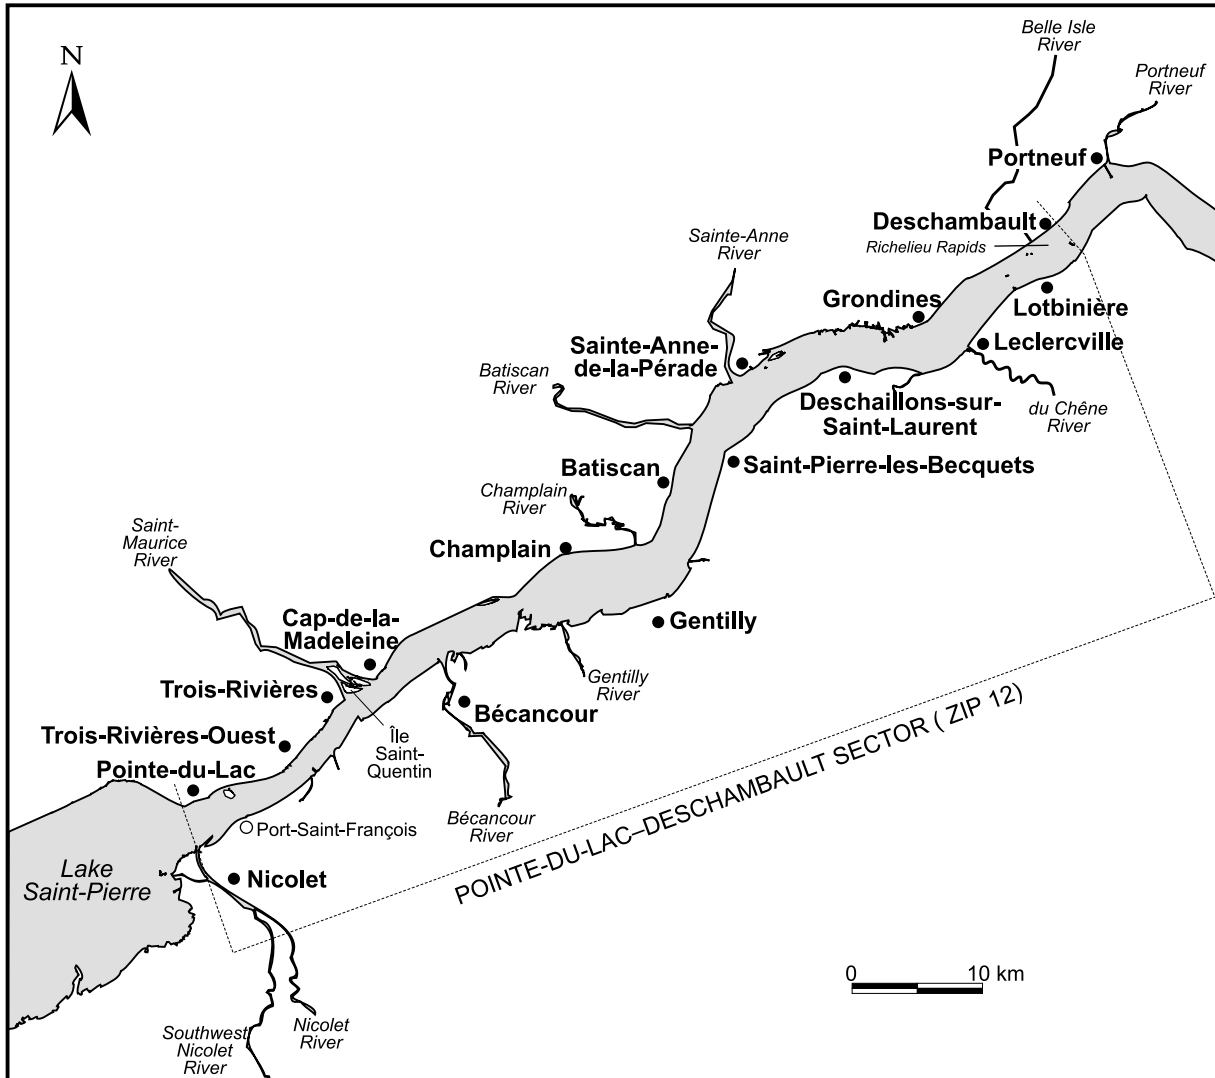 Belle Isle
River
N
Portneuf
River
Portneuf
Deschambault
Richelieu Rapids
Sainte-Anne
River
Grondines
Lotbinière
Leclercville
Sainte-Anne-
de-la-Pérade
Batiscan
River
Deschaillons-sur-
Saint-Laurent
du Chêne
River
Batiscan
Saint-Pierre-les-Becquets
Champlain
River
Saint-
Maurice
River
Champlain
Cap-de-la-
Madeleine
Gentilly
Gentilly
River
Trois-Rivières
Bécancour
Île
Saint-
Quentin
Trois-Rivières-Ouest
Pointe-du-Lac
Bécancour
River
Port-Saint-François
POINTE-DU-LAC–DESCHAMBAULT SECTOR ( ZIP 12)
Lake
Saint-Pierre
Nicolet
0 10 km
Nicolet
River
Southwest
Nicolet
River